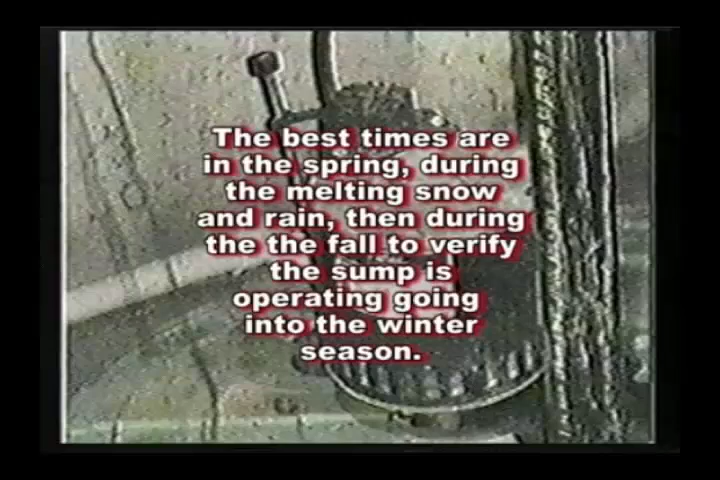 The best times are
in the spring, during
the melting snow
and rain, then during
the the fall to verify
the sump is
operating going
into the winter
season.